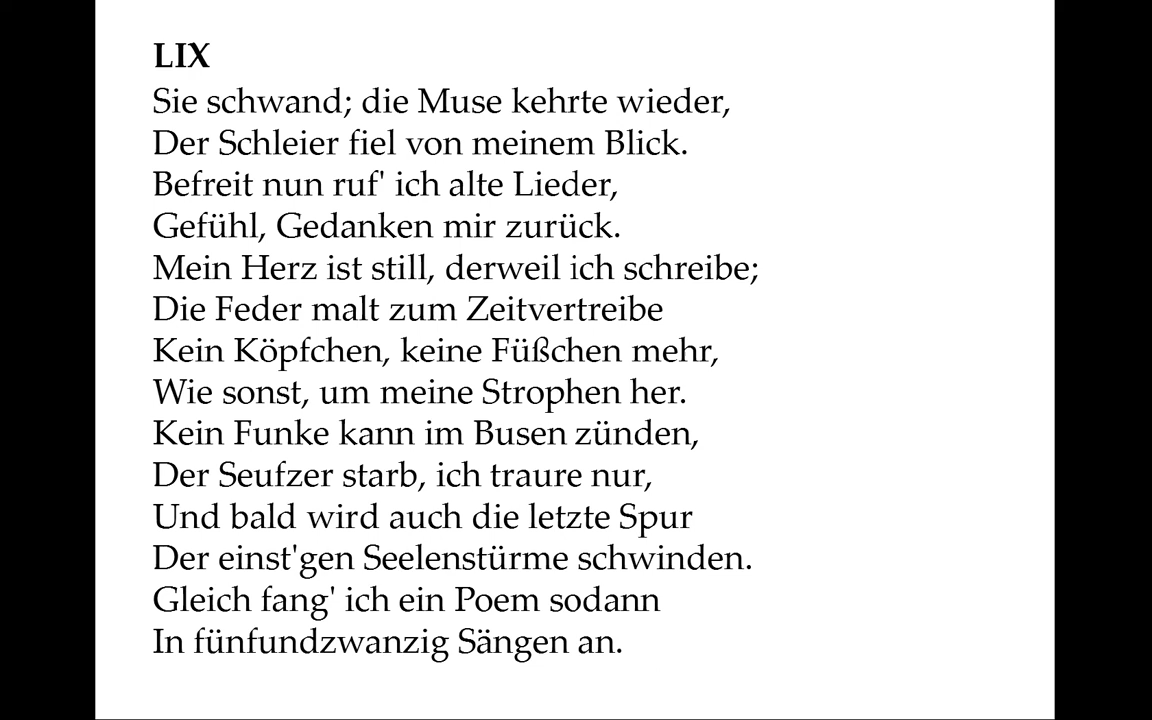 LIX
Sie schwand; die Muse kehrte wieder,
Der Schleier fiel von meinem Blick.
Befreit nun ruf' ich alte Lieder,
Gefühl, Gedanken mir zurück.
Mein Herz ist still, derweil ich schreibe;
Die Feder malt zum Zeitvertreibe
Kein Köpfchen, keine Füßchen mehr,
Wie sonst, um meine Strophen her.
Kein Funke kann im Busen zünden,
Der Seufzer starb, ich traure nur,
Und bald wird auch die letzte Spur
Der einst'gen Seelenstürme schwinden.
Gleich fang' ich ein Poem sodann
In fünfundzwanzig Sängen an.